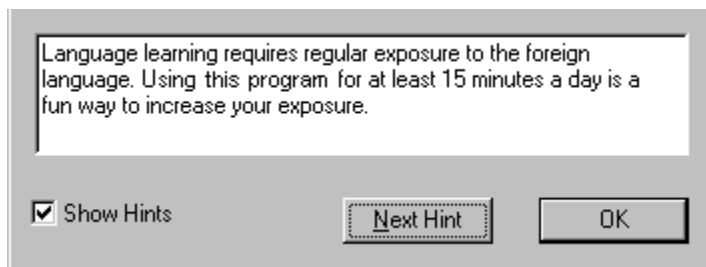 Language learning requires regular exposure to the foreign
language. Using this program for at least 15 minutes a day is a
fun way to increase your exposure.
Show Hints
Next Hint
OK